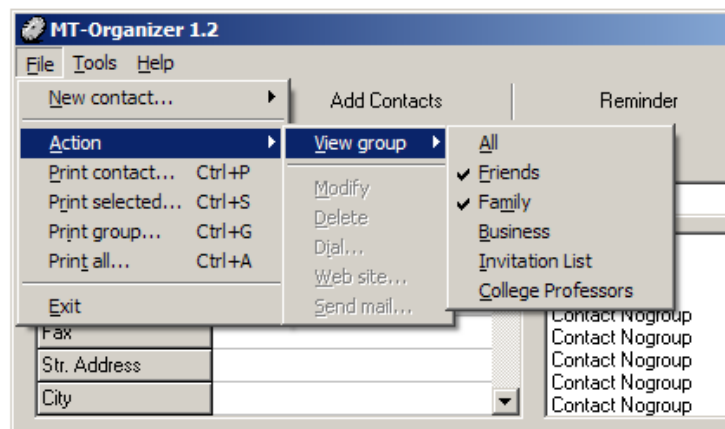 MT-Organizer 1.2
File Tools Help
New contact...
Add Contacts
Reminder
Action
View group
All
Print contact... Ctrl+P
Modify
Friends
Print selected... Ctrl+S
Delete
Family
Print group... Ctrl+G
Dial...
Business
Print all... Ctrl+A
Web site...
Invitation List
Exit
Send mail...
College Professors
Fax
Contact Nogroup
Contact Nogroup
Str. Address
Contact Nogroup
Contact Nogroup
City
Contact Nogroup